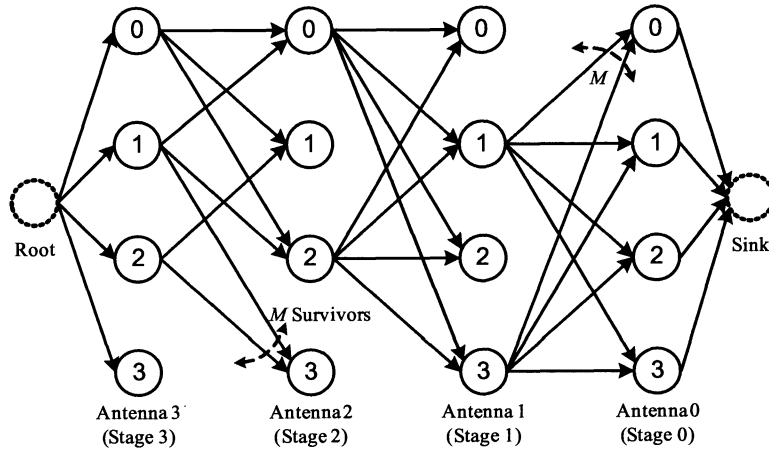 0 0 0 0
M
1 1 1 1
Root
Sink
2 2 2 2
M Survivors
3 3 3 3
Antenna 3 Antenna 2 Antenna 1 Antenna 0
(Stage 3) (Stage 2) (Stage 1) (Stage 0)